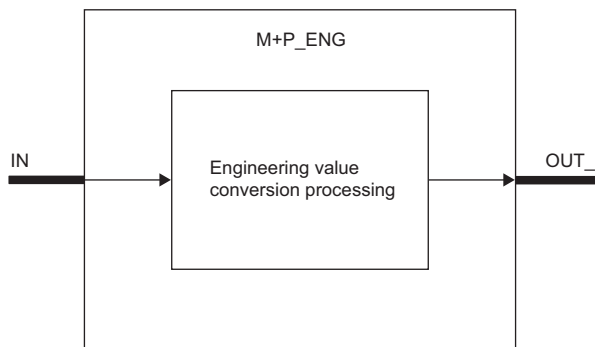 M+P_ENG
IN
Engineering value
conversion processing
OUT_